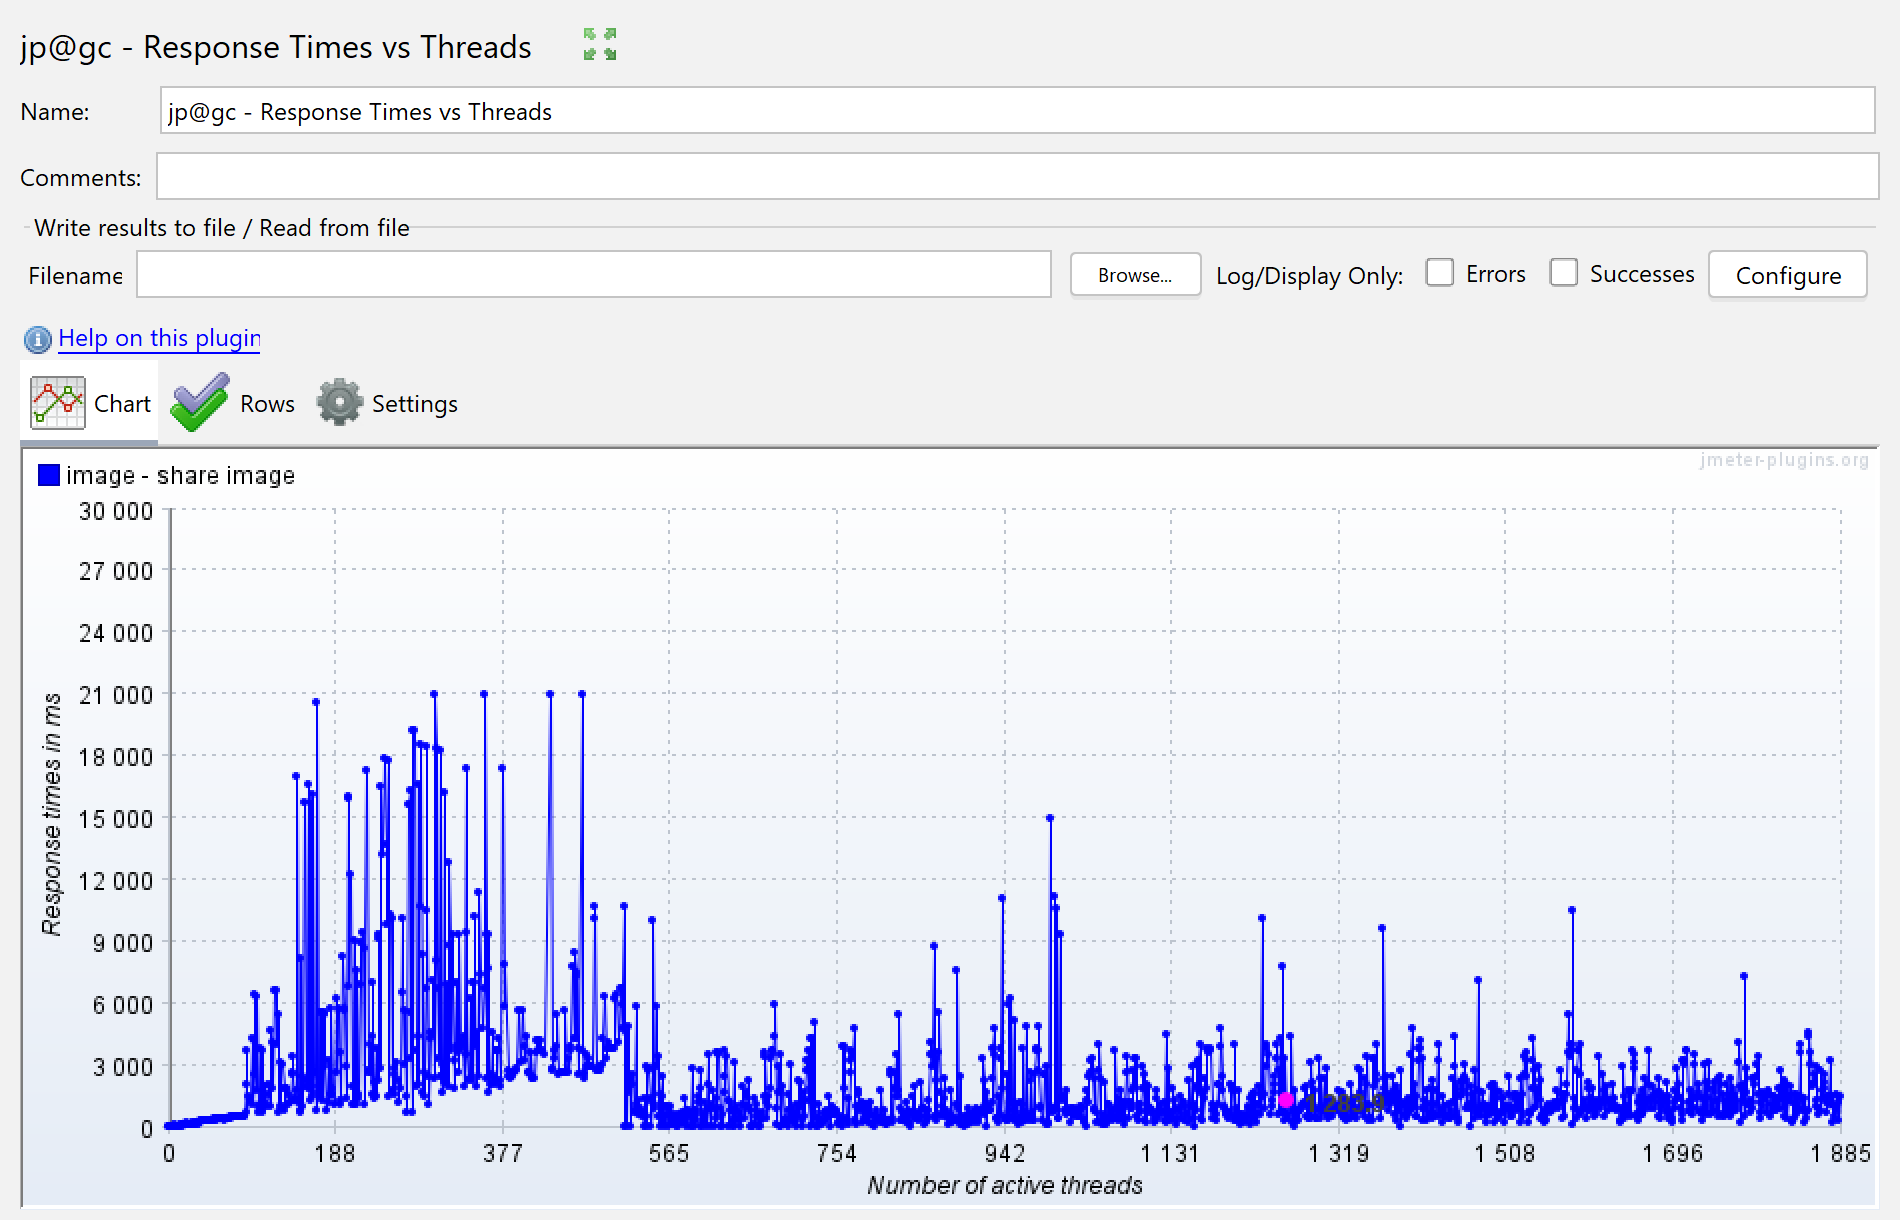 jp@gc - Response Times vs Threads
Name: jp@gc - Response Times vs Threads
Comments:
Write results to file / Read from file
Filename Browse... Log/Display Only: Errors Successes Configure
Help on this plugin
Chart Rows Settings
jmeter-plugins.org
image - share image
30 000
27 000
24 000
21 000
18 000
15 000
12 000
9 000
6 000
3 000
0
Response times in ms
1 283.9
0 188 377 565 754 942 1 131 1 319 1 508 1 696 1 885
Number of active threads